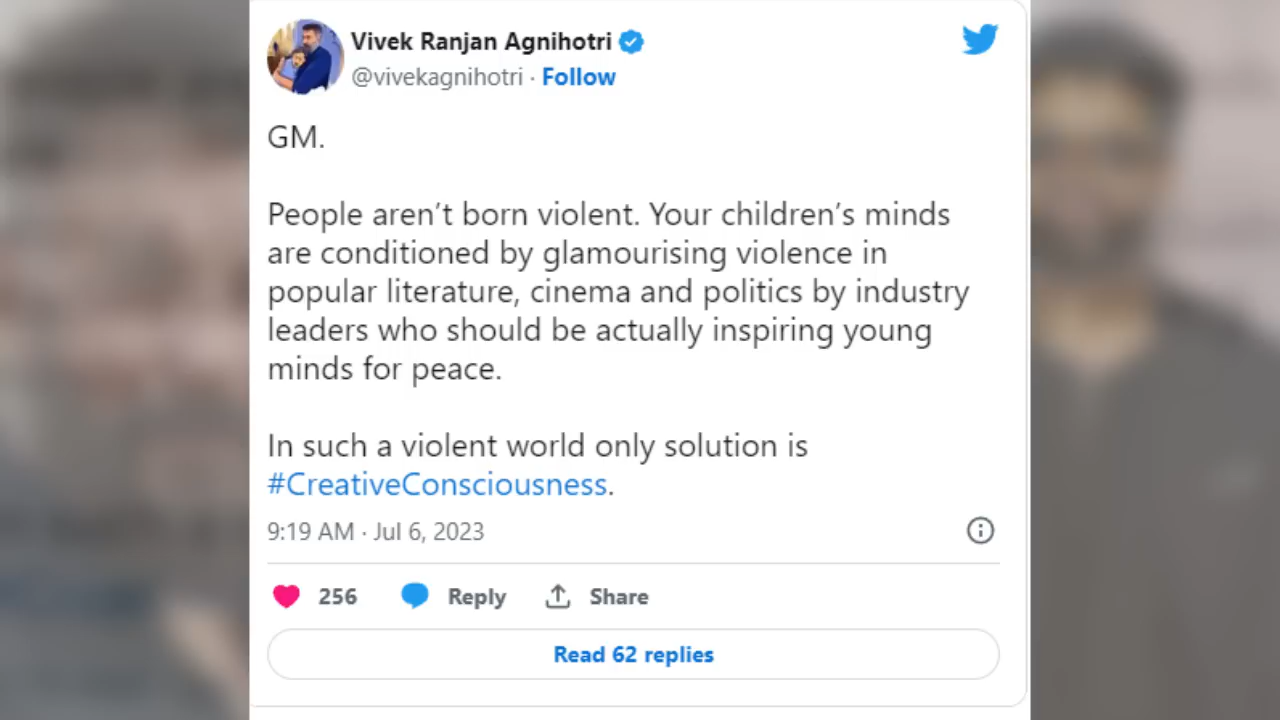 Vivek Ranjan Agnihotri
@vivekagnihotri · Follow
GM.
People aren’t born violent. Your children’s minds
are conditioned by glamourising violence in
popular literature, cinema and politics by industry
leaders who should be actually inspiring young
minds for peace.
In such a violent world only solution is
#CreativeConsciousness.
9:19 AM · Jul 6, 2023
256 Reply Share
Read 62 replies